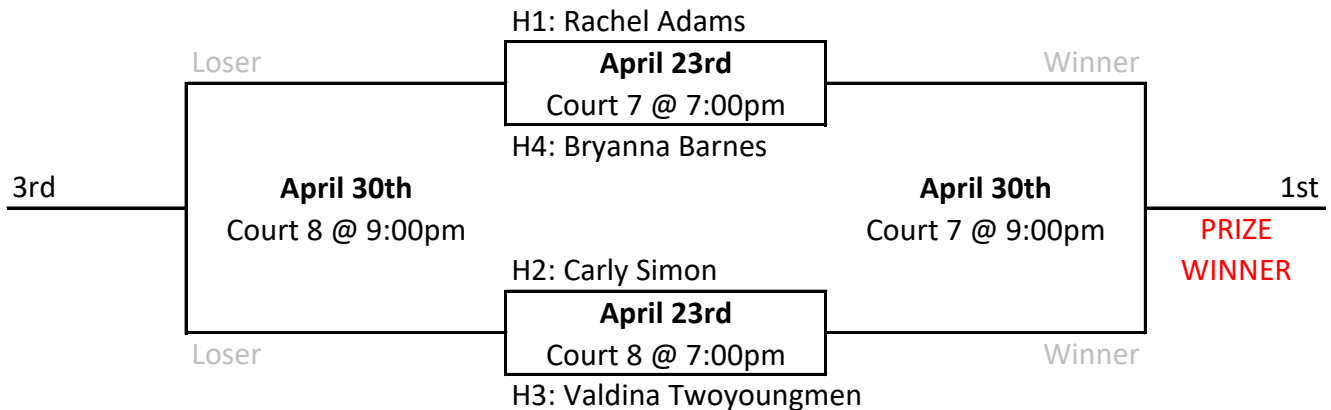 H1: Rachel Adams
Loser
April 23rd
Winner
Court 7 @ 7:00pm
H4: Bryanna Barnes
3rd
April 30th
April 30th
1st
Court 8 @ 9:00pm
Court 7 @ 9:00pm
PRIZE
H2: Carly Simon
WINNER
April 23rd
Loser
Court 8 @ 7:00pm
Winner
H3: Valdina Twoyoungmen